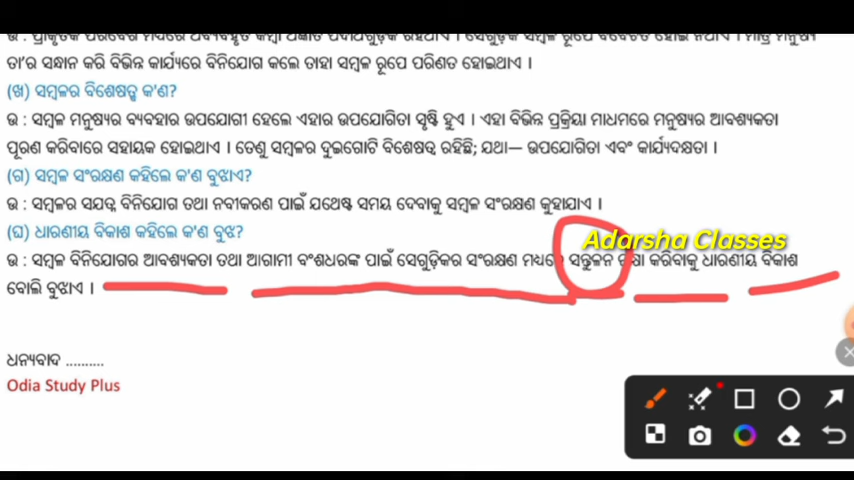 ତା'ର ସନ୍ଧାନ କରି ବିଭିନ୍ନ କାର୍ଯ୍ୟରେ ବିନିଯୋଗ କଲେ ତାହା ସମ୍ବଳ ରୂପେ ପରିଣତ ହୋଇଥାଏ ।
(ଖ) ସମ୍ବଳର ବିଶେଷତ୍ବ କ'ଣ?
ଉ : ସମ୍ବଳ ମନୁଷ୍ୟର ବ୍ୟବହାର ଉପଯୋଗୀ ହେଲେ ଏହାର ଉପଯୋଗିତା ସୃଷ୍ଟି ହୁଏ । ଏହା ବିଭିନ୍ନ ପ୍ରକ୍ରିୟା ମାଧମରେ ମନୁଷ୍ୟର ଆବଶ୍ୟକତା
ପୂରଣ କରିବାରେ ସହାୟକ ହୋଇଥାଏ । ତେଣୁ ସମ୍ବଳର ଦୁଇଗୋଟି ବିଶେଷତ୍ବ ରହିଛି; ଯଥା— ଉପଯୋଗିତା ଏବଂ କାର୍ଯ୍ୟଦକ୍ଷତା ।
(ଗ) ସମ୍ବଳ ସଂରକ୍ଷଣ କହିଲେ କ'ଣ ବୁଝାଏ?
ଉ : ସମ୍ବଳର ସଯତ୍ନ ବିନିଯୋଗ ତଥା ନବୀକରଣ ପାଇଁ ଯଥେଷ୍ଟ ସମୟ ଦେବାକୁ ସମ୍ବଳ ସଂରକ୍ଷଣ କୁହାଯାଏ ।
(ଘ) ଧାରଣୀୟ ବିକାଶ କହିଲେ କ'ଣ ବୁଝ?
Adarsha Classes
ଉ : ସମ୍ବଳ ବିନିଯୋଗର ଆବଶ୍ୟକତା ତଥା ଆଗାମୀ ବଂଶଧରଙ୍କ ପାଇଁ ସେଗୁଡ଼ିକର ସଂରକ୍ଷଣ ମଧ୍ୟରେ ସନ୍ତୁଳନ ରକ୍ଷା କରିବାକୁ ଧାରଣୀୟ ବିକାଶ
ବୋଲି ବୁଝାଏ ।
ଧନ୍ୟବାଦ ..........
Odia Study Plus